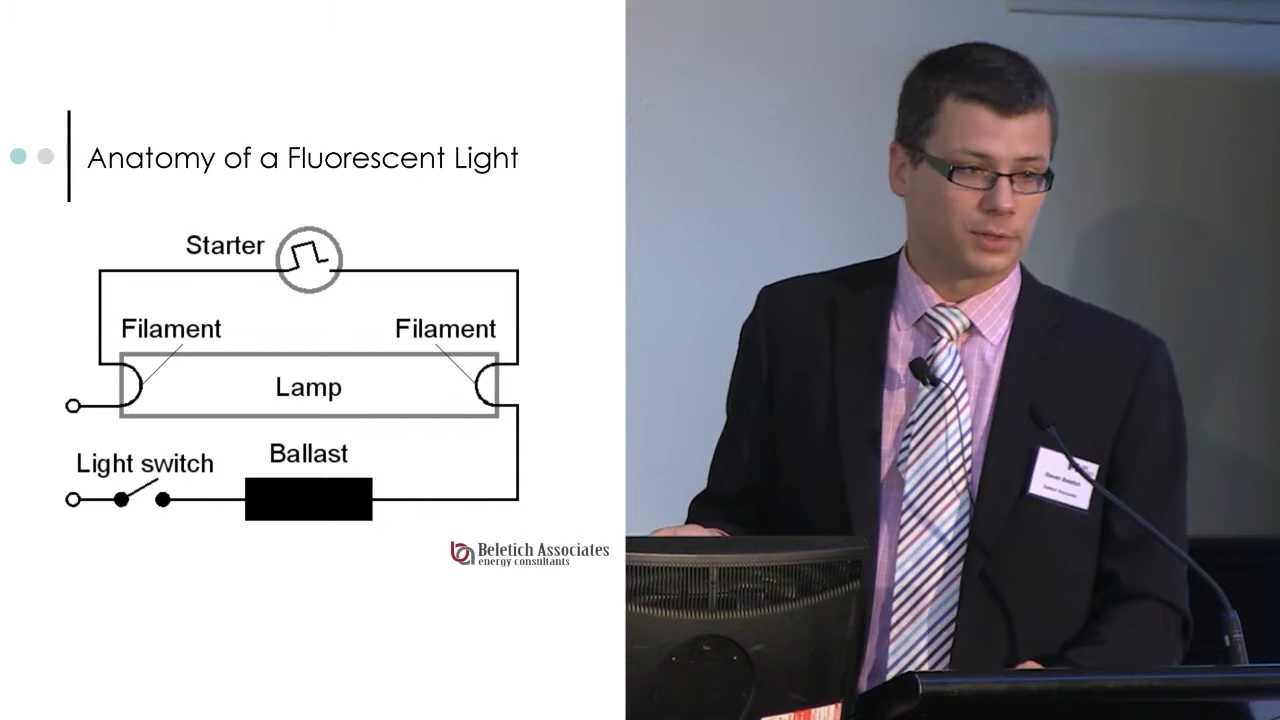 Anatomy of a Fluorescent Light
Starter
Filament Filament
Lamp
Ballast
Light switch
Beletich Associates
energy consultants